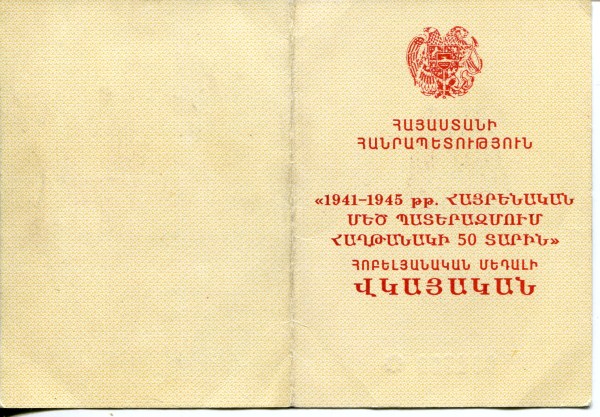 ՀԱՅԱՍՏԱՆԻ
ՀԱՆՐԱՊԵՏՈՒԹՅՈՒՆ
«1941–1945 թթ. ՀԱՅՐԵՆԱԿԱՆ
ՄԵԾ ՊԱՏԵՐԱԶՄՈՒՄ
ՀԱՂԹԱՆԱԿԻ 50 ՏԱՐԻՆ»
ՀՈԲԵԼՅԱՆԱԿԱՆ ՄԵԴԱԼԻ
ՎԿԱՅԱԿԱՆ